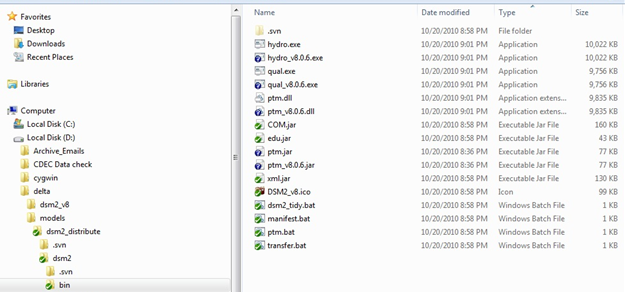 Favorites
Desktop
Downloads
Recent Places
Libraries
Computer
Local Disk (C:)
Local Disk (D:)
Archive_Emails
CDEC Data check
cygwin
delta
dsm2_v8
models
dsm2_distribute
.svn
dsm2
.svn
bin
Name Date modified Type Size
.svn 10/20/2010 8:58 PM File folder
hydro.exe 10/20/2010 9:01 PM Application 10,022 KB
hydro_v8.0.6.exe 10/20/2010 9:01 PM Application 10,022 KB
qual.exe 10/20/2010 9:01 PM Application 9,756 KB
qual_v8.0.6.exe 10/20/2010 9:01 PM Application 9,756 KB
ptm.dll 10/20/2010 9:01 PM Application extens... 9,835 KB
ptm_v8.0.6.dll 10/20/2010 9:01 PM Application extens... 9,835 KB
COM.jar 10/20/2010 8:58 PM Executable Jar File 160 KB
edu.jar 10/20/2010 8:58 PM Executable Jar File 43 KB
ptm.jar 10/20/2010 8:36 PM Executable Jar File 77 KB
ptm_v8.0.6.jar 10/20/2010 8:36 PM Executable Jar File 77 KB
xml.jar 10/20/2010 8:58 PM Executable Jar File 130 KB
DSM2_v8.ico 10/20/2010 8:58 PM Icon 99 KB
dsm2_tidy.bat 10/20/2010 8:58 PM Windows Batch File 1 KB
manifest.bat 10/20/2010 8:58 PM Windows Batch File 1 KB
ptm.bat 10/20/2010 8:58 PM Windows Batch File 1 KB
transfer.bat 10/20/2010 8:58 PM Windows Batch File 1 KB